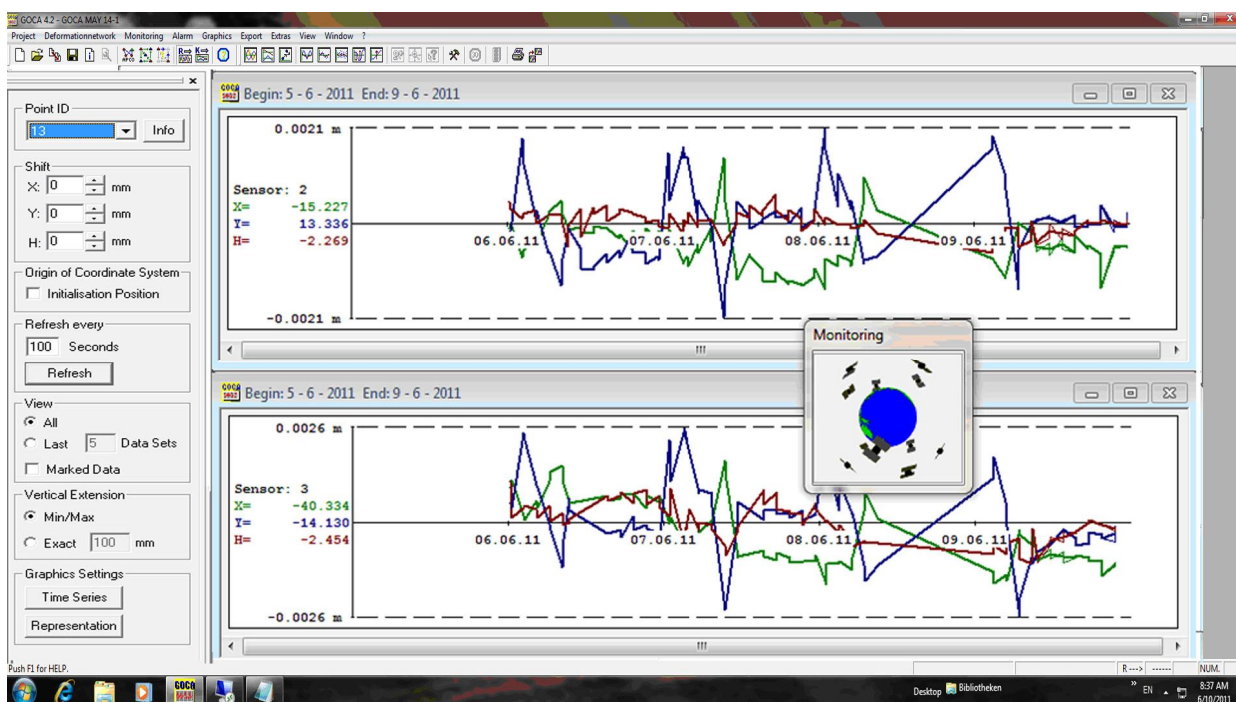 GOCA 4.2 - GOCA MAY 14-1
Project Deformationnetwork Monitoring Alarm Graphics Export Extras View Window ?
Point ID
13 Info
Shift
X: 0 mm
Y: 0 mm
H: 0 mm
Origin of Coordinate System
Initialisation Position
Refresh every
100 Seconds
Refresh
View
All
Last 5 Data Sets
Marked Data
Vertical Extension
Min/Max
Exact 100 mm
Graphics Settings
Time Series
Representation
Begin: 5 - 6 - 2011 End: 9 - 6 - 2011
0.0021 m
Sensor: 2
X= -15.227
Y= 13.336
H= -2.269
06.06.11 07.06.11 08.06.11 09.06.11
-0.0021 m
Monitoring
Begin: 5 - 6 - 2011 End: 9 - 6 - 2011
0.0026 m
Sensor: 3
X= -40.334
Y= -14.130
H= -2.454
06.06.11 07.06.11 08.06.11 09.06.11
-0.0026 m
Push F1 for HELP.
R ---> ------ NUM.
GOCA
Desktop Bibliotheken » EN 8:37 AM
6/10/2011